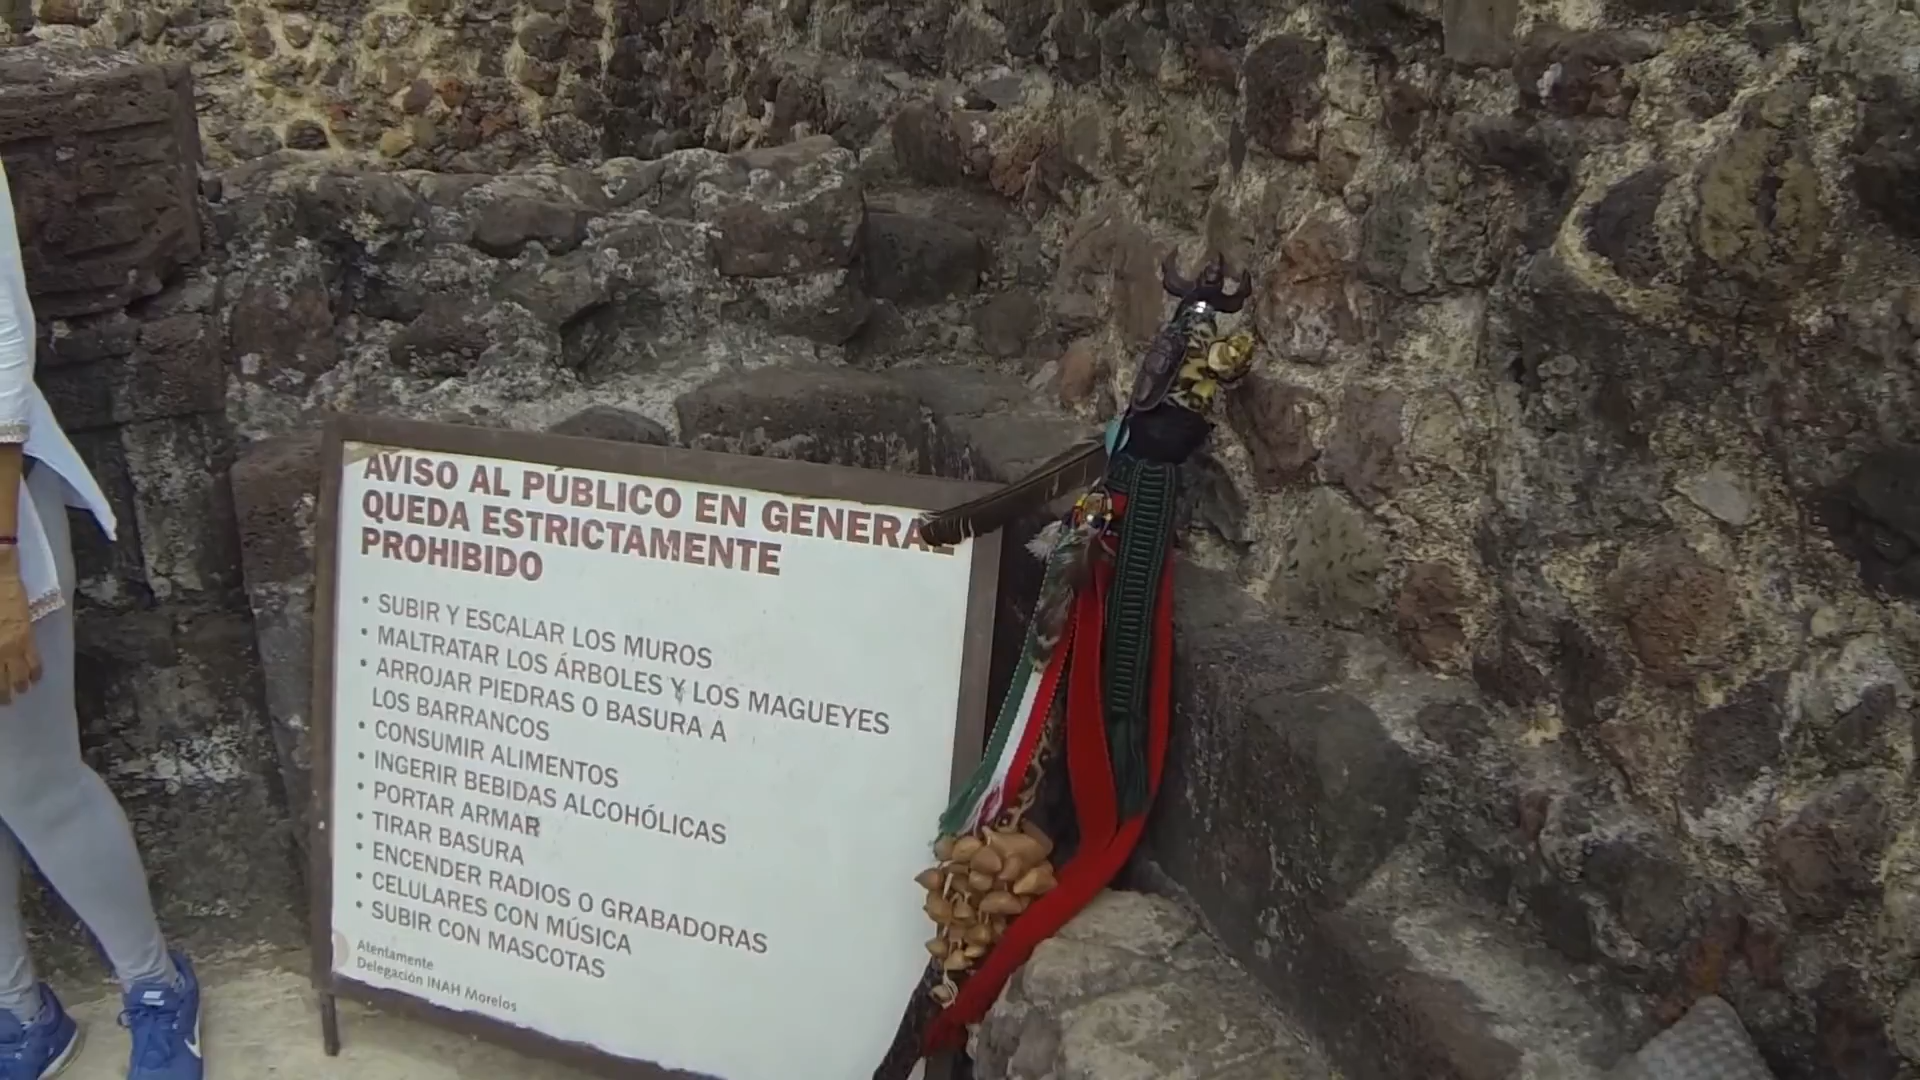 AVISO AL PÚBLICO EN GENERAL
QUEDA ESTRICTAMENTE
PROHIBIDO
• SUBIR Y ESCALAR LOS MUROS
• MALTRATAR LOS ÁRBOLES Y LOS MAGUEYES
• ARROJAR PIEDRAS O BASURA A
LOS BARRANCOS
• CONSUMIR ALIMENTOS
• INGERIR BEBIDAS ALCOHÓLICAS
• PORTAR ARMAR
• TIRAR BASURA
• ENCENDER RADIOS O GRABADORAS
• CELULARES CON MÚSICA
• SUBIR CON MASCOTAS
Atentamente
Delegación INAH Morelos